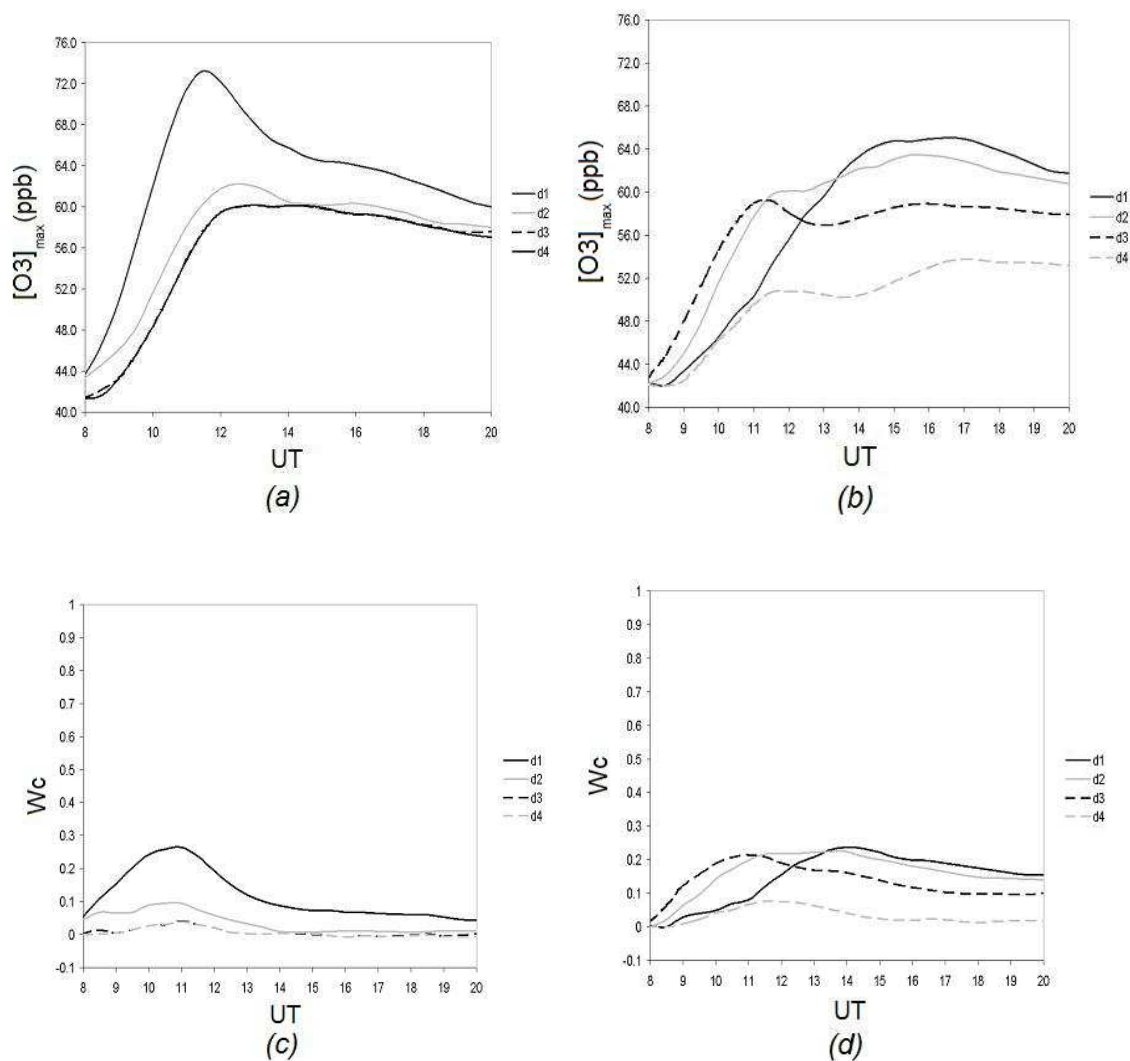 76.0
72.0
68.0
64.0
60.0
56.0
52.0
48.0
44.0
40.0
[O3]max (ppb)
8 10 12 14 16 18 20
UT
d1
d2
d3
d4
(a)
76.0
72.0
68.0
64.0
60.0
56.0
52.0
48.0
44.0
40.0
[O3]max (ppb)
8 9 10 11 12 13 14 15 16 17 18 19 20
UT
d1
d2
d3
d4
(b)
1
0.9
0.8
0.7
0.6
0.5
0.4
0.3
0.2
0.1
0
-0.1
Wc
8 9 10 11 12 13 14 15 16 17 18 19 20
UT
d1
d2
d3
d4
(c)
1
0.9
0.8
0.7
0.6
0.5
0.4
0.3
0.2
0.1
0
-0.1
Wc
8 9 10 11 12 13 14 15 16 17 18 19 20
UT
d1
d2
d3
d4
(d)